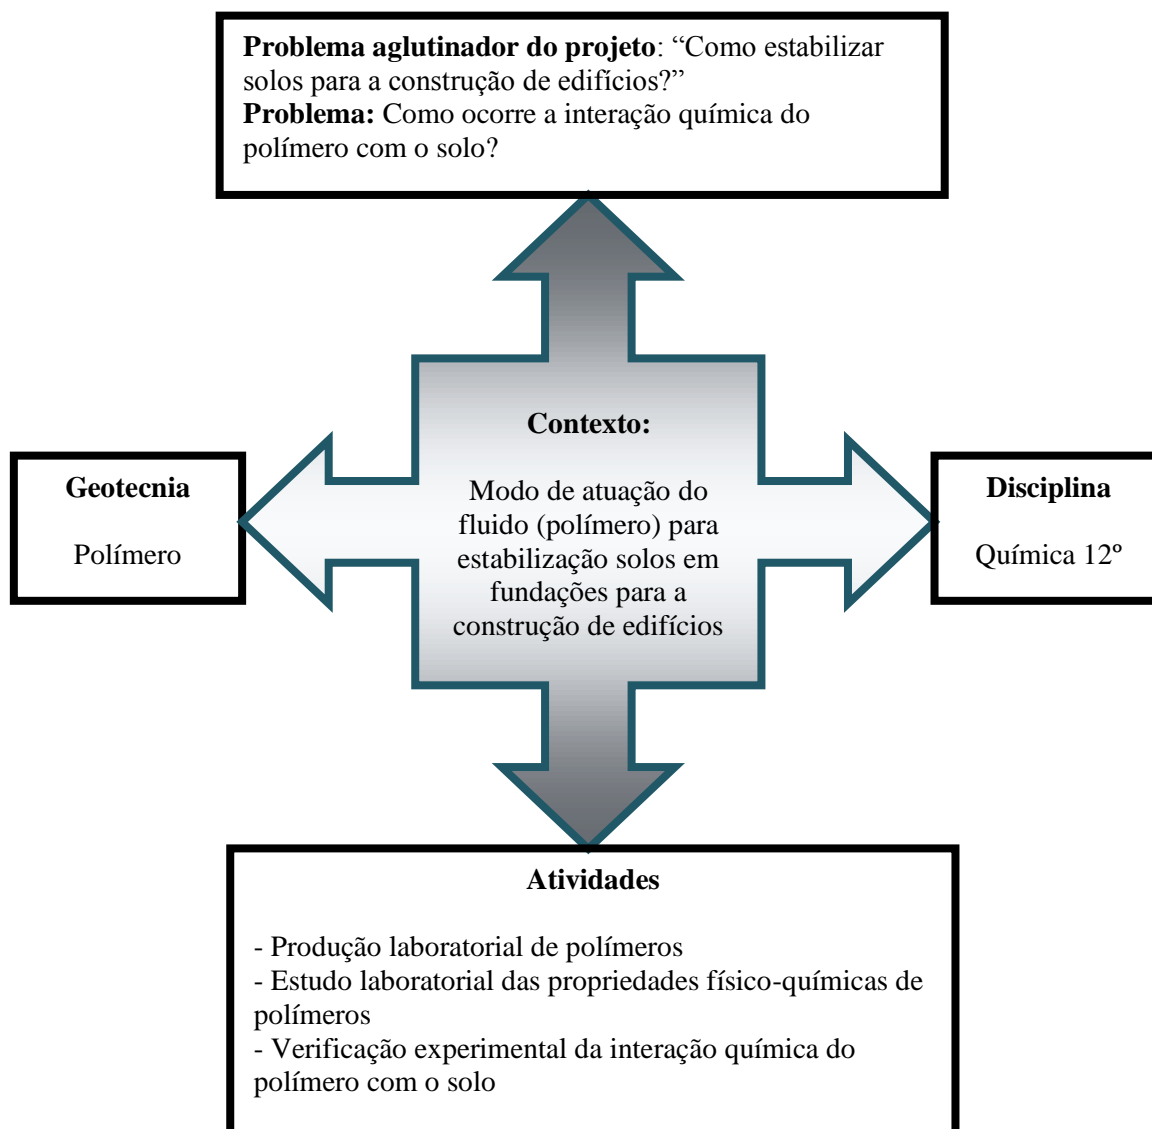 Problema aglutinador do projeto: “Como estabilizar
solos para a construção de edifícios?”
Problema: Como ocorre a interação química do
polímero com o solo?
Contexto:
Modo de atuação do
fluido (polímero) para
estabilização solos em
fundações para a
construção de edifícios
Geotecnia
Polímero
Disciplina
Química 12º
Atividades
- Produção laboratorial de polímeros
- Estudo laboratorial das propriedades físico-químicas de
polímeros
- Verificação experimental da interação química do
polímero com o solo